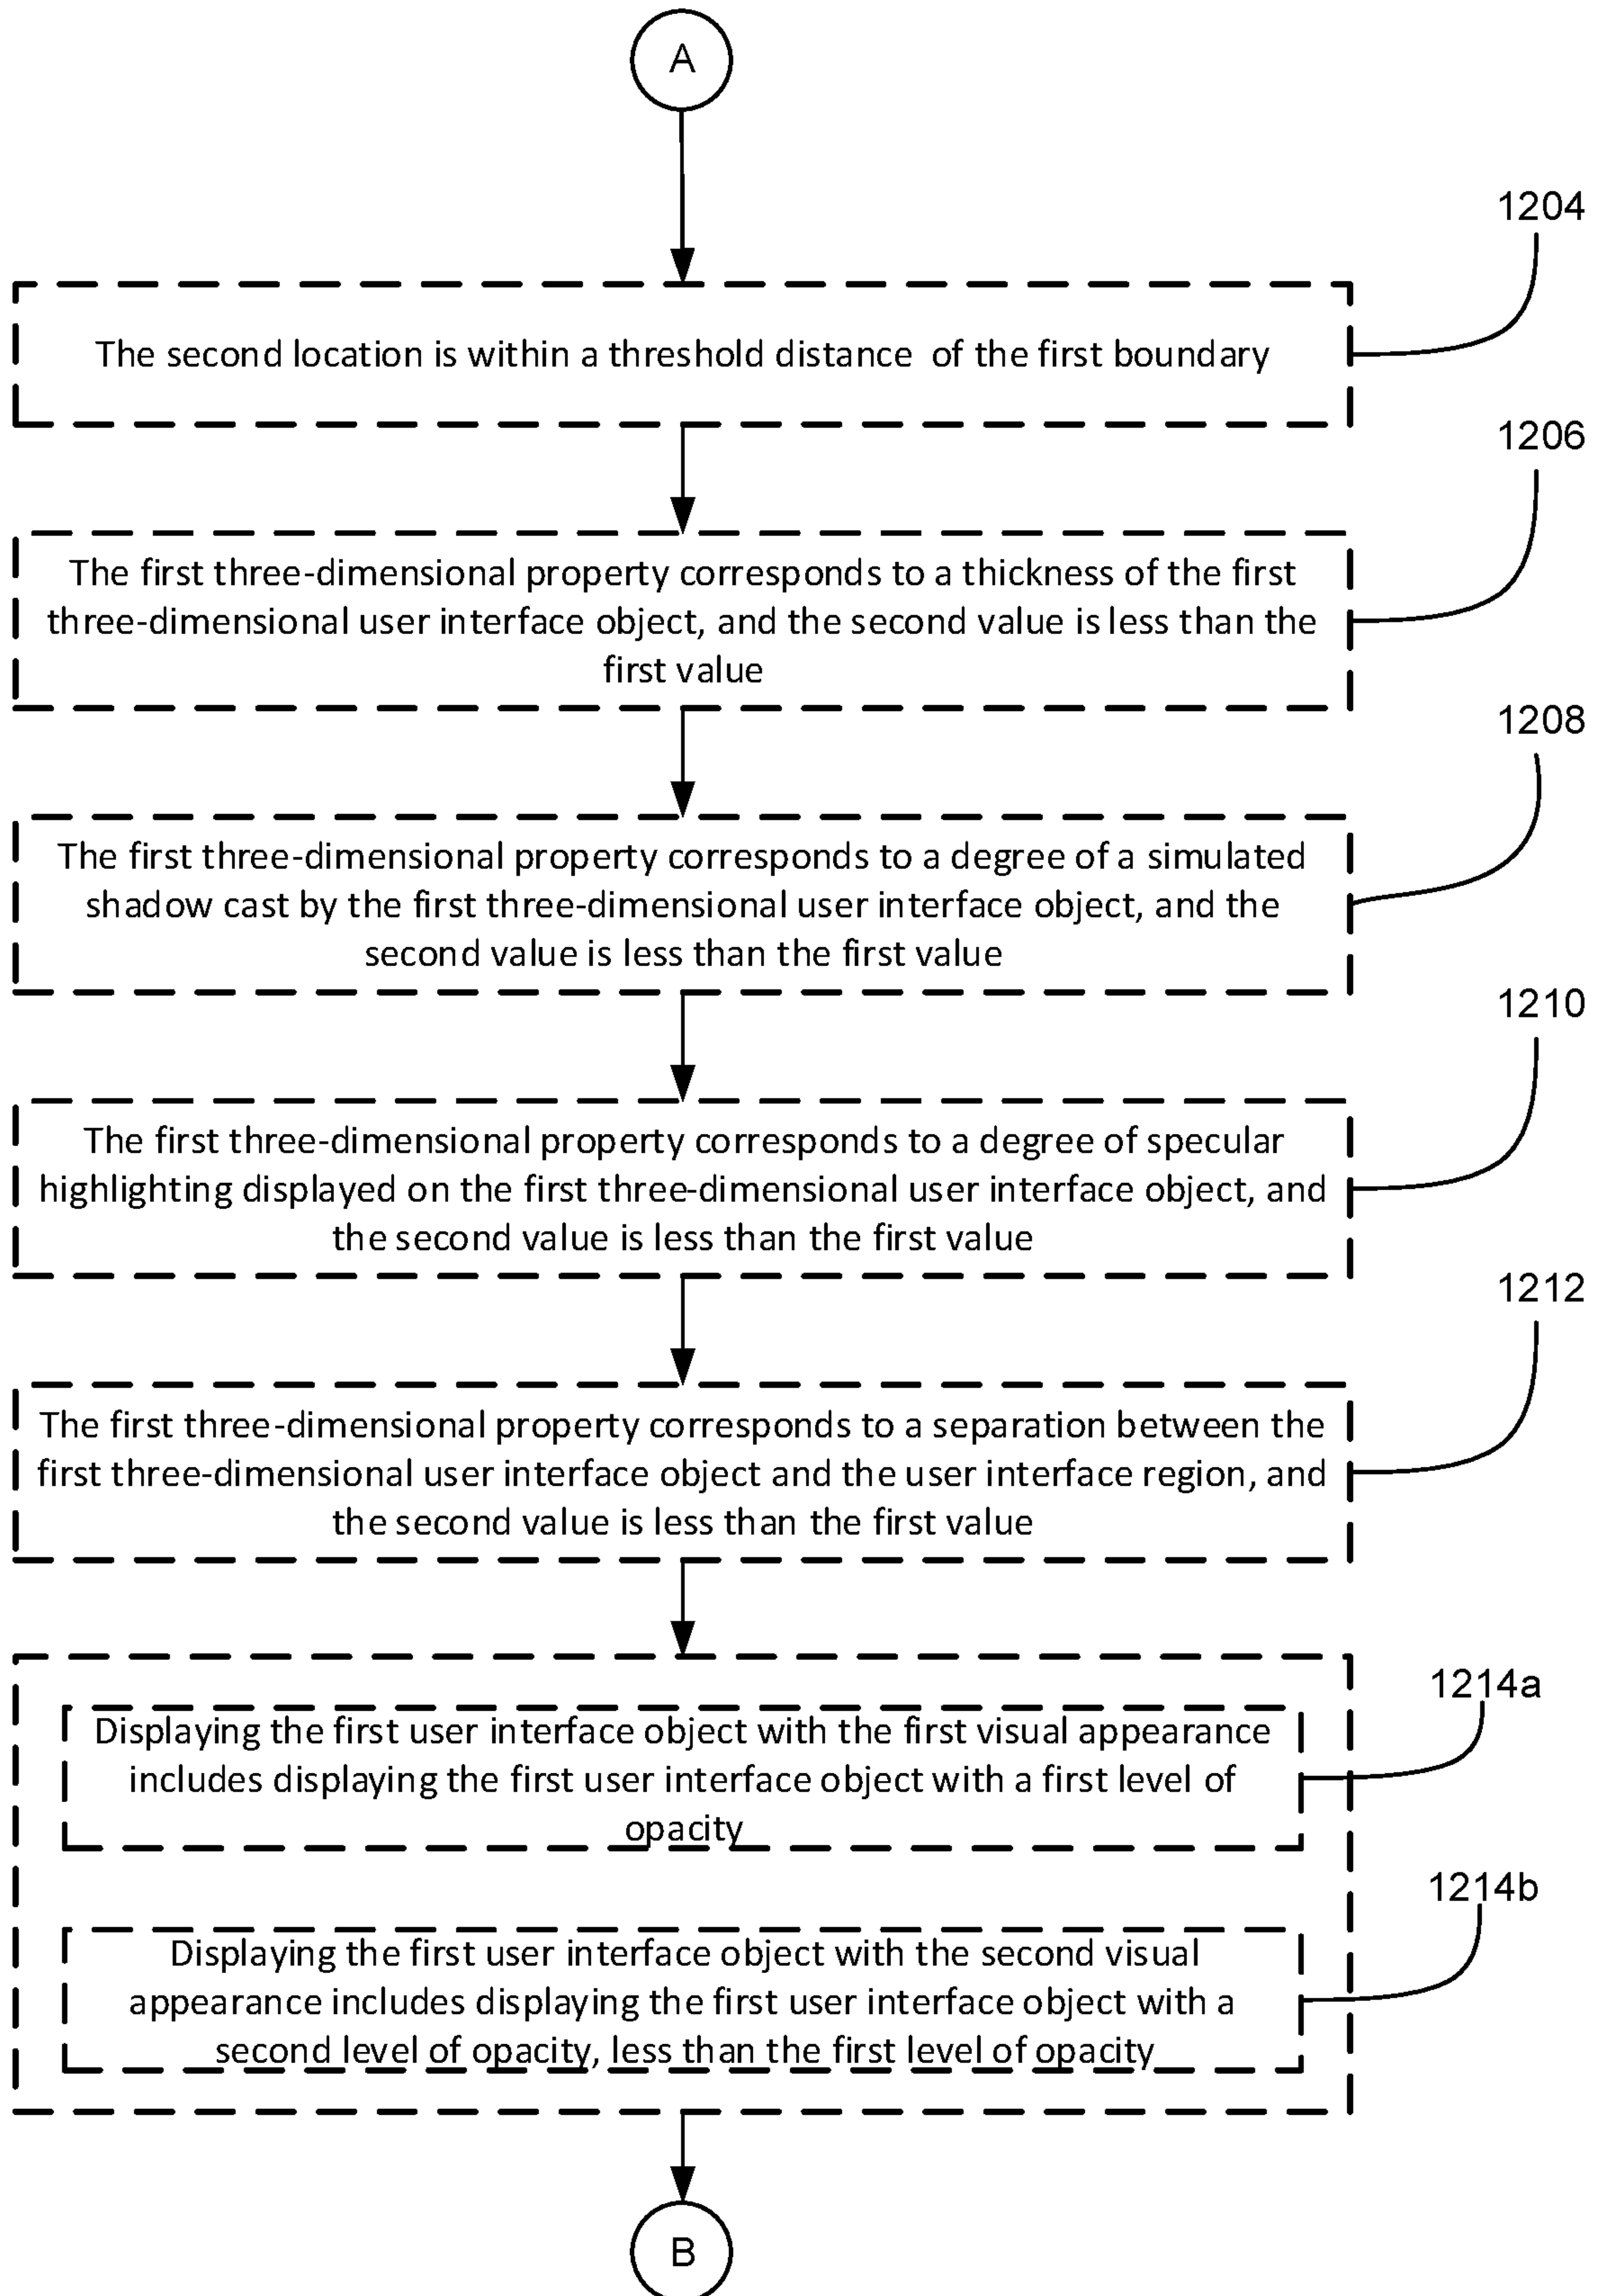 A
1204
The second location is within a threshold distance of the first boundary
1206
The first three-dimensional property corresponds to a thickness of the first
three-dimensional user interface object, and the second value is less than the
first value
1208
The first three-dimensional property corresponds to a degree of a simulated
shadow cast by the first three-dimensional user interface object, and the
second value is less than the first value
1210
The first three-dimensional property corresponds to a degree of specular
highlighting displayed on the first three-dimensional user interface object, and
the second value is less than the first value
1212
The first three-dimensional property corresponds to a separation between the
first three-dimensional user interface object and the user interface region, and
the second value is less than the first value
1214a
Displaying the first user interface object with the first visual appearance
includes displaying the first user interface object with a first level of
opacity
1214b
Displaying the first user interface object with the second visual
appearance includes displaying the first user interface object with a
second level of opacity, less than the first level of opacity
B